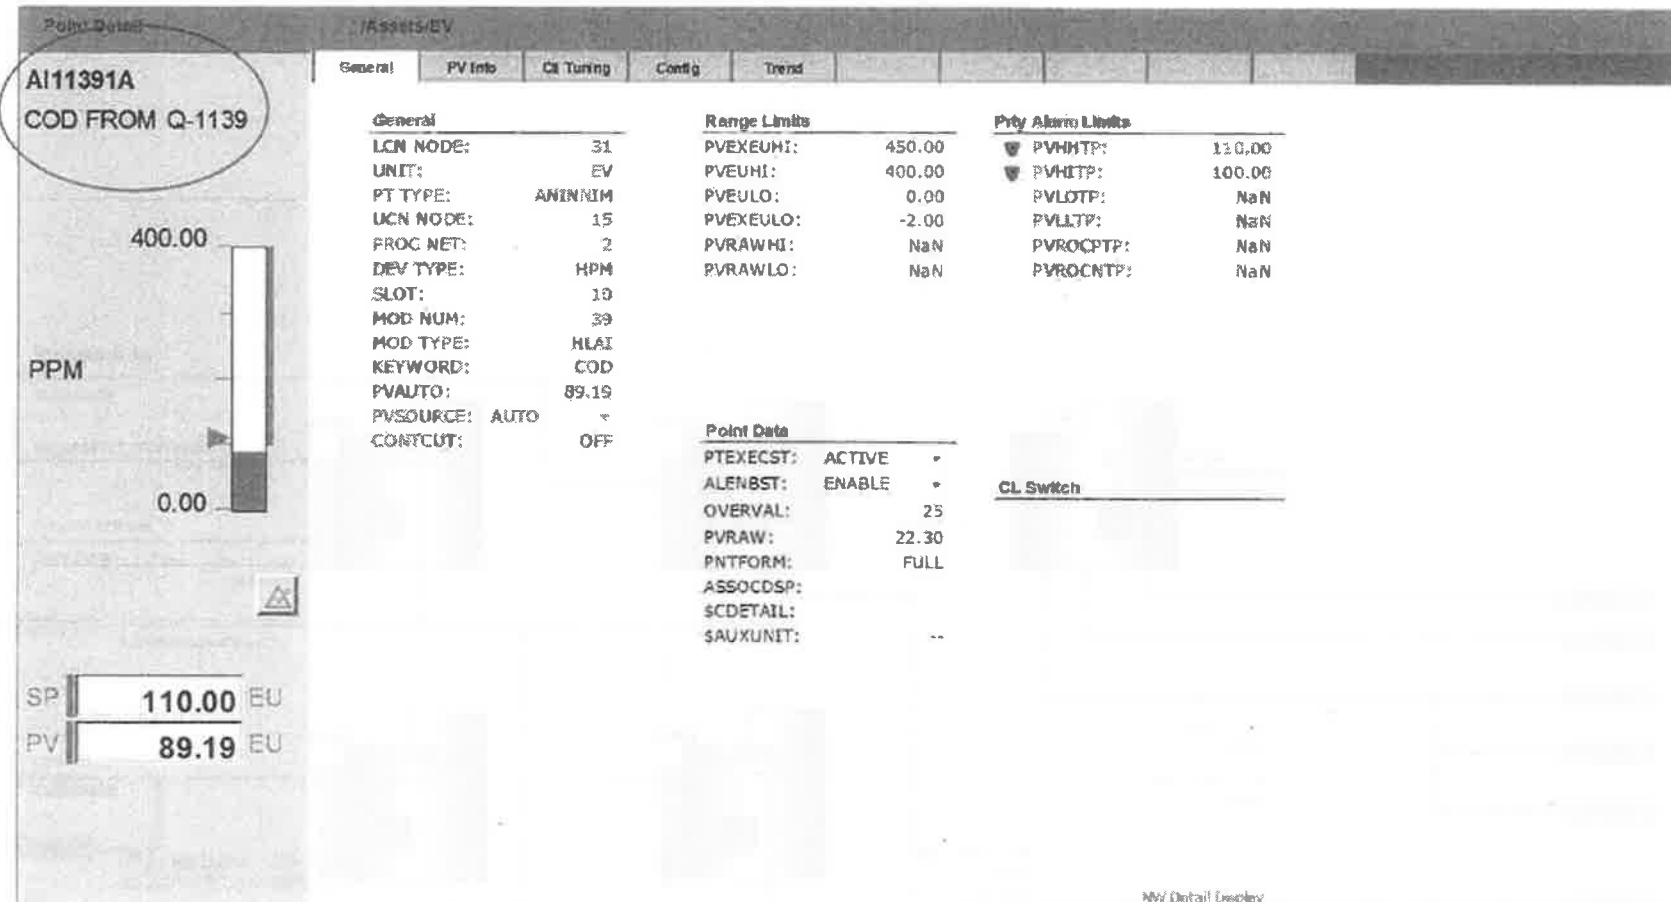 Point Detail
/Assets/EV
AI11391A
COD FROM Q-1139
General PV Info Ctl Tuning Config Trend
400.00
PPM
0.00
SP 110.00 EU
PV 89.19 EU
General
LCN NODE: 31
UNIT: EV
PT TYPE: ANINNIM
UCN NODE: 15
PROC NET: 2
DEV TYPE: HPM
SLOT: 10
MOD NUM: 39
MOD TYPE: HLAI
KEYWORD: COD
PVAUTO: 89.19
PVSOURCE: AUTO
CONTCUT: OFF
Range Limits
PVEXEUHI: 450.00
PVEUHI: 400.00
PVEULO: 0.00
PVEXEULO: -2.00
PVRAWHI: NaN
PVRAWLO: NaN
Point Data
PTEXECST: ACTIVE
ALENBST: ENABLE
OVERVAL: 25
PVRAW: 22.30
PNTFORM: FULL
ASSOCDSP:
$CDETAIL:
$AUXUNIT: --
Prty Alarm Limits
PVHHTP: 110.00
PVHITP: 100.00
PVLOTP: NaN
PVLLTP: NaN
PVROCPTP: NaN
PVROCNTP: NaN
CL Switch
Detail Display